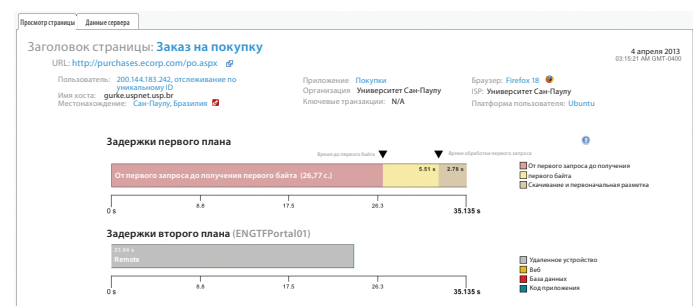 Просмотр страницы Данные сервера
Заголовок страницы: Заказ на покупку
4 апреля 2013
URL: http://purchases.ecorp.com/po.aspx
03:15:21 AM GMT-0400
Пользователь: 200.144.183.242, отслеживание по
уникальному ID
Имя хоста: gurke.uspnet.usp.br
Местонахождение: Сан-Паулу, Бразилия
Приложение Покупки
Организация Университет Сан-Паулу
Ключевые транзакции: N/A
Браузер: Firefox 18
ISP: Университет Сан-Паулу
Платформа пользователя: Ubuntu
Задержки первого плана
Время до первого байта
Время обработки первого запроса
От первого запроса до получения первого байта (26,77 с.)
5.51 s
2.78 s
От первого запроса до получения
первого байта
Скачивание и первоначальная разметка
0 s 8.8 17.5 26.3 35.135 s
Задержки второго плана (ENGTFPortal01)
23.94 s
Remote
Удаленное устройство
Веб
База данных
Код приложения
0 s 8.8 17.5 26.3 35.135 s